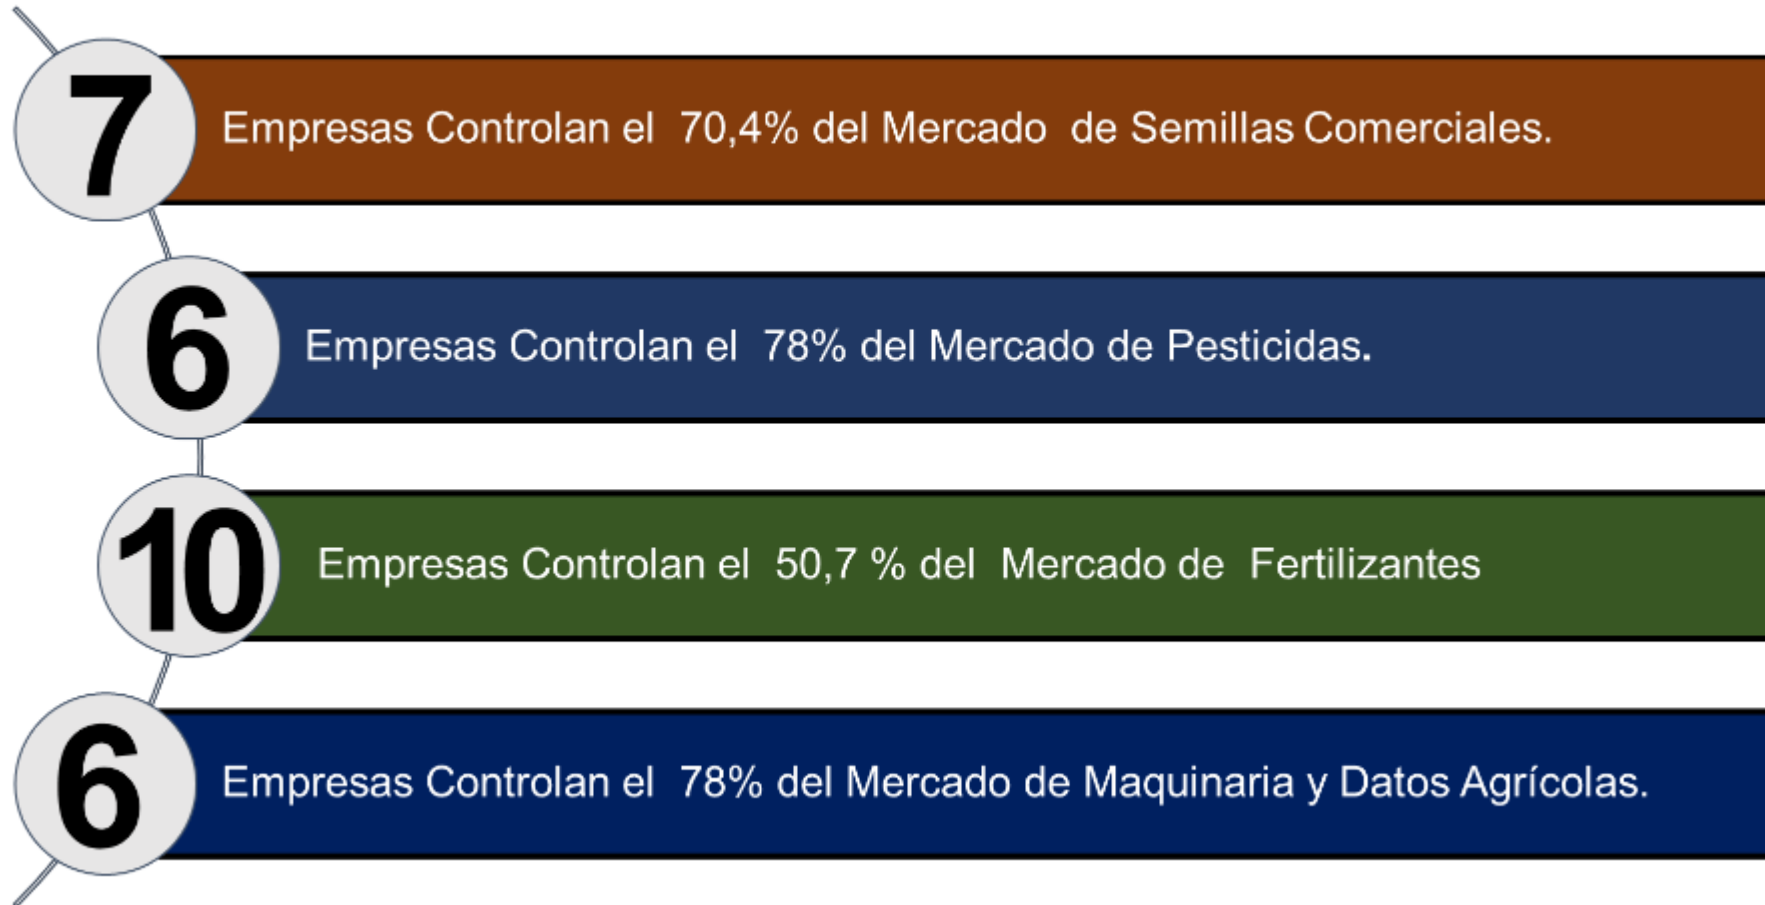 7
Empresas Controlan el  70,4% del Mercado  de Semillas Comerciales.
6
Empresas Controlan el  78% del Mercado de Pesticidas.
10
Empresas Controlan el  50,7 % del  Mercado de  Fertilizantes
6
Empresas Controlan el  78% del Mercado de Maquinaria y Datos Agrícolas.